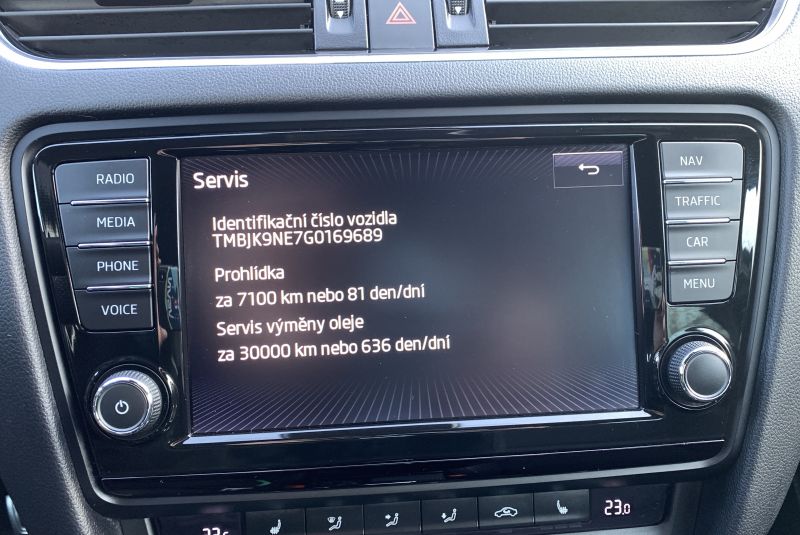 Servis
Identifikační číslo vozidla
TMBJK9NE7G0169689
Prohlídka
za 7100 km nebo 81 den/dní
Servis výměny oleje
za 30000 km nebo 636 den/dní
RADIO
MEDIA
PHONE
VOICE
NAV
TRAFFIC
CAR
MENU
23.0